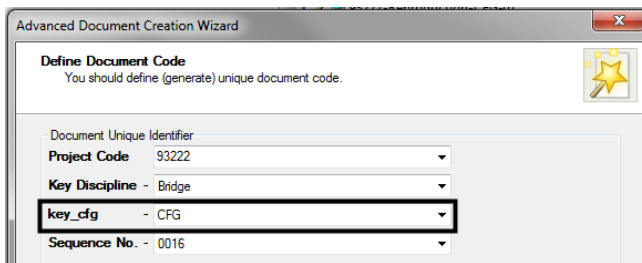 Advanced Document Creation Wizard
Define Document Code
You should define (generate) unique document code.
Document Unique Identifier
Project Code 93222
Key Discipline - Bridge
key_cfg - CFG
Sequence No. - 0016